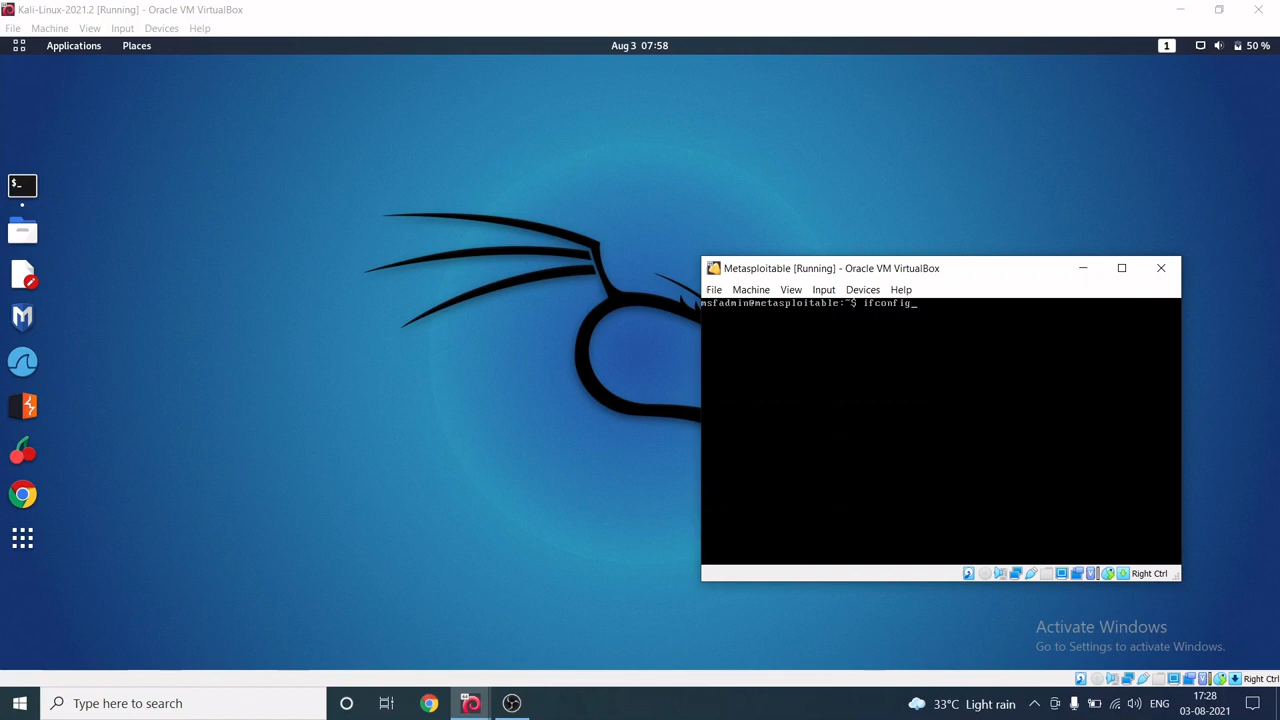 Kali-Linux-2021.2 [Running] - Oracle VM VirtualBox
File Machine View Input Devices Help
Applications Places Aug 3 07:58 1 50 %
$_
Metasploitable [Running] - Oracle VM VirtualBox
File Machine View Input Devices Help
msfadmin@metasploitable:~$ ifconfig_
Right Ctrl
Activate Windows
Go to Settings to activate Windows.
Right Ctrl
Type here to search
33°C Light rain
ENG
17:28
03-08-2021